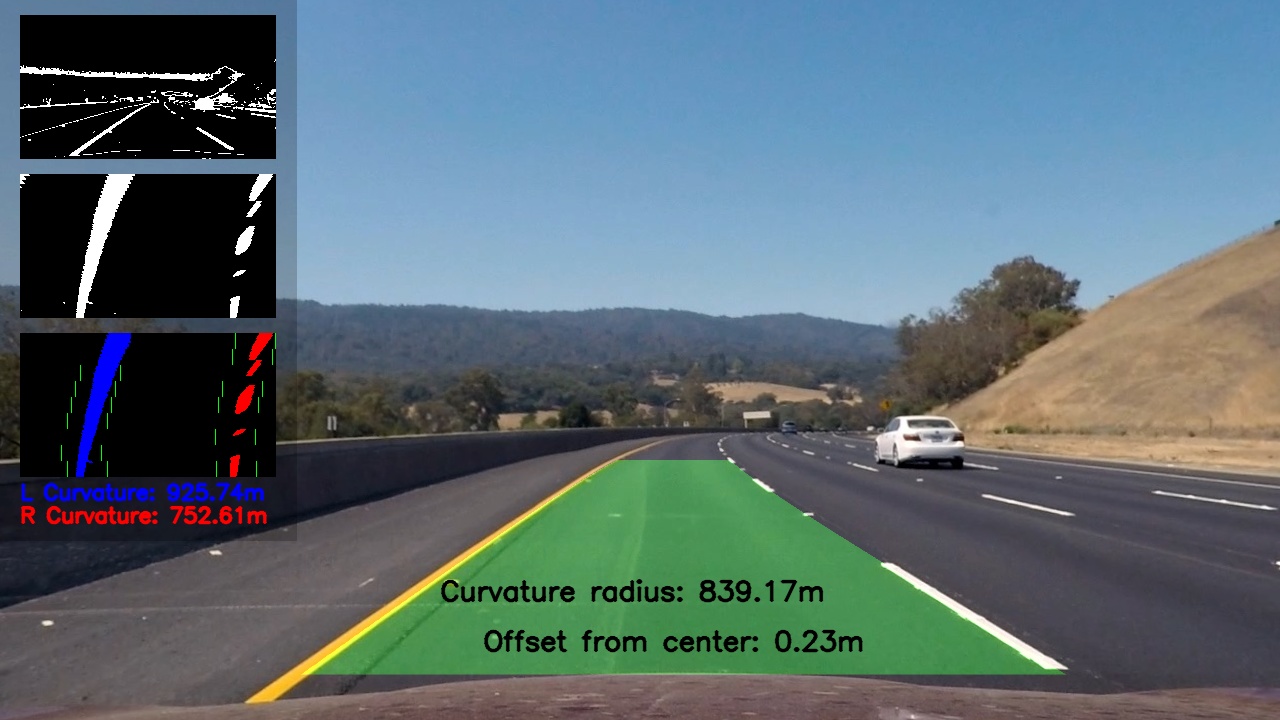 L Curvature: 925.74m
R Curvature: 752.61m
Curvature radius: 839.17m
Offset from center: 0.23m